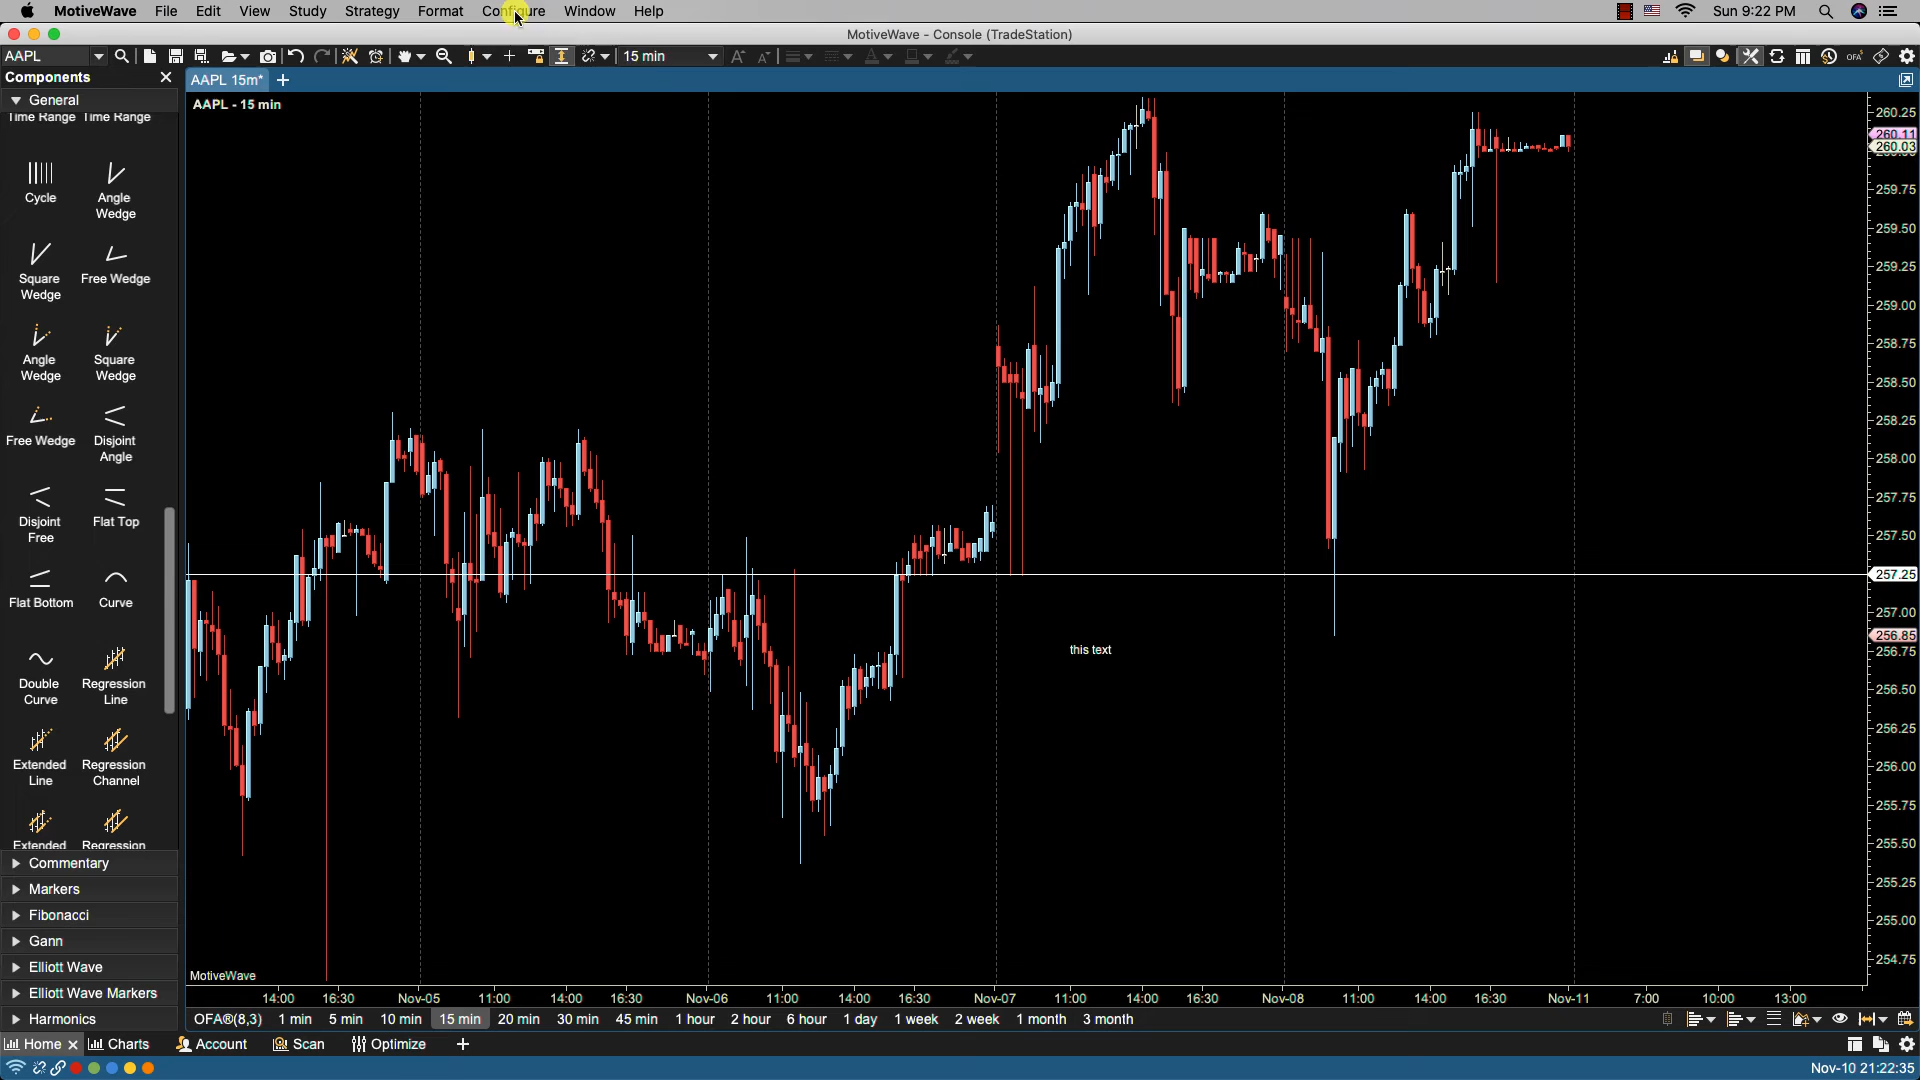 MotiveWave File Edit View Study Strategy Format Configure Window Help Sun 9:22 PM
MotiveWave - Console (TradeStation)
AAPL 15 min OFA
Components
AAPL 15m*
General
AAPL - 15 min
Time Range Time Range
Cycle
Angle
Wedge
Square
Wedge
Free Wedge
Angle
Wedge
Square
Wedge
Free Wedge
Disjoint
Angle
Disjoint
Free
Flat Top
Flat Bottom
Curve
Double
Curve
Regression
Line
Extended
Line
Regression
Channel
Extended
Regression
Commentary
Markers
Fibonacci
Gann
Elliott Wave
Elliott Wave Markers
Harmonics
this text
MotiveWave
260.25
260.11
260.03
259.75
259.50
259.25
259.00
258.75
258.50
258.25
258.00
257.75
257.50
257.25
257.00
256.85
256.75
256.50
256.25
256.00
255.75
255.50
255.25
255.00
254.75
14:00 16:30 Nov-05 11:00 14:00 16:30 Nov-06 11:00 14:00 16:30 Nov-07 11:00 14:00 16:30 Nov-08 11:00 14:00 16:30 Nov-11 7:00 10:00 13:00
OFA®(8,3) 1 min 5 min 10 min 15 min 20 min 30 min 45 min 1 hour 2 hour 6 hour 1 day 1 week 2 week 1 month 3 month
Home Charts Account Scan Optimize
Nov-10 21:22:35